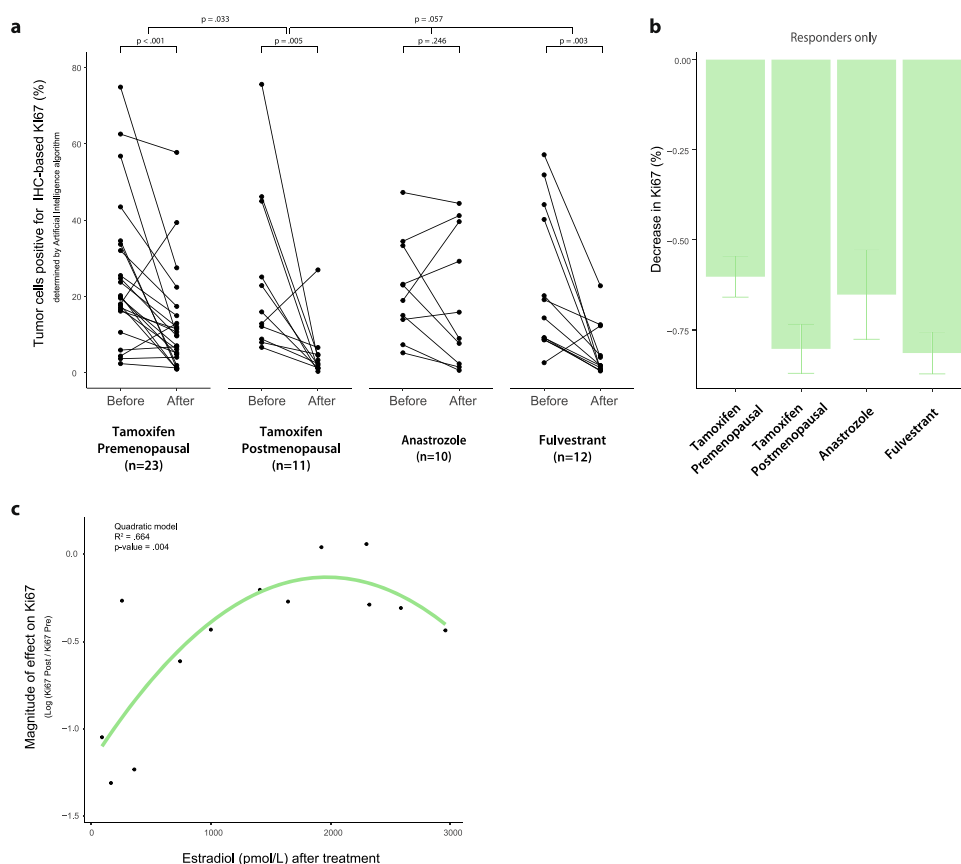 a
p = .033
p = .057
p < .001
p = .005
p = .246
p = .003
Tumor cells positive for IHC-based KI67 (%)
determined by Artificial Intelligence algorithm
80
60
40
20
0
Before
After
Before
After
Before
After
Before
After
Tamoxifen
Premenopausal
(n=23)
Tamoxifen
Postmenopausal
(n=11)
Anastrozole
(n=10)
Fulvestrant
(n=12)
b
Responders only
Decrease in Ki67 (%)
0.00
−0.25
−0.50
−0.75
Tamoxifen
Premenopausal
Tamoxifen
Postmenopausal
Anastrozole
Fulvestrant
c
Quadratic model
R² = .664
p-value = .004
Magnitude of effect on Ki67
(Log (Ki67 Post / Ki67 Pre)
0.0
−0.5
−1.0
−1.5
0
1000
2000
3000
Estradiol (pmol/L) after treatment